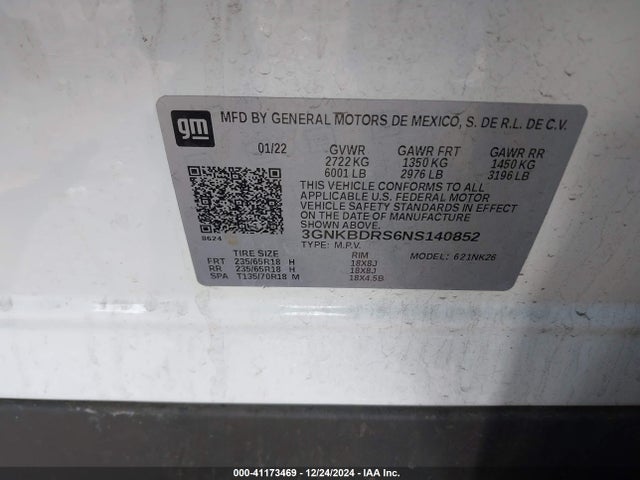 gm
MFD BY GENERAL MOTORS DE MEXICO, S. DE R.L. DE C.V.
01/22 GVWR GAWR FRT GAWR RR
2722 KG 1350 KG 1450 KG
6001 LB 2976 LB 3196 LB
THIS VEHICLE CONFORMS TO ALL
APPLICABLE U.S. FEDERAL MOTOR
VEHICLE SAFETY STANDARDS IN
EFFECT ON THE DATE OF MANUFACTURE
SHOWN ABOVE.
3GNKBDRS6NS140852
8624 TYPE: M.P.V. MODEL: 621NK26
TIRE SIZE RIM
FRT 235/65R18 H 18X8J
RR 235/65R18 H 18X8J
SPA T135/70R18 M 18X4.5B
000-41173469 - 12/24/2024 - IAA Inc.